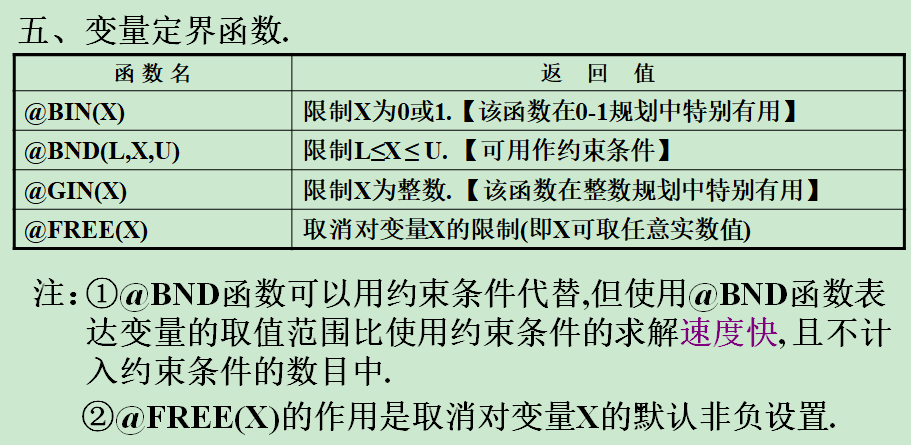 五、变量定界函数.
函数名 返 回 值
@BIN(X) 限制X为0或1.【该函数在0-1规划中特别有用】
@BND(L,X,U) 限制L≤X≤U.【可用作约束条件】
@GIN(X) 限制X为整数.【该函数在整数规划中特别有用】
@FREE(X) 取消对变量X的限制(即X可取任意实数值)
注:①@BND函数可以用约束条件代替,但使用@BND函数表
达变量的取值范围比使用约束条件的求解速度快,且不计
入约束条件的数目中.
②@FREE(X)的作用是取消对变量X的默认非负设置.